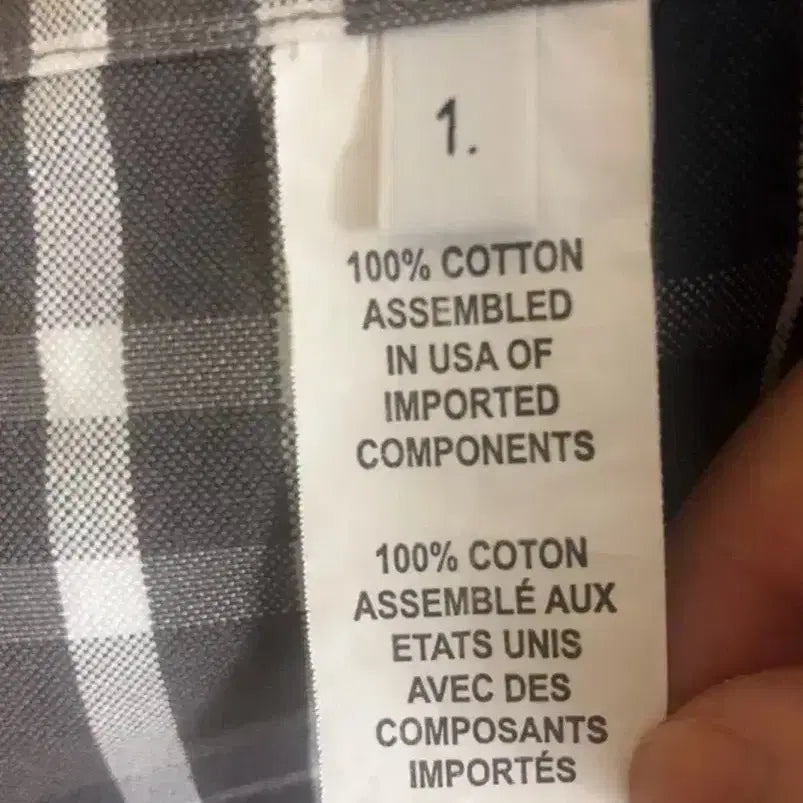 1.
100% COTTON
ASSEMBLED
IN USA OF
IMPORTED
COMPONENTS
100% COTON
ASSEMBLÉ AUX
ETATS UNIS
AVEC DES
COMPOSANTS
IMPORTÉS